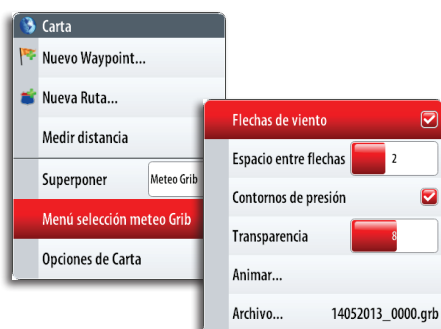 Carta
Nuevo Waypoint...
Nueva Ruta...
Medir distancia
Superponer Meteo Grib
Menú selección meteo Grib
Opciones de Carta
Flechas de viento
Espacio entre flechas 2
Contornos de presión
Transparencia 8
Animar...
Archivo... 14052013_0000.grb